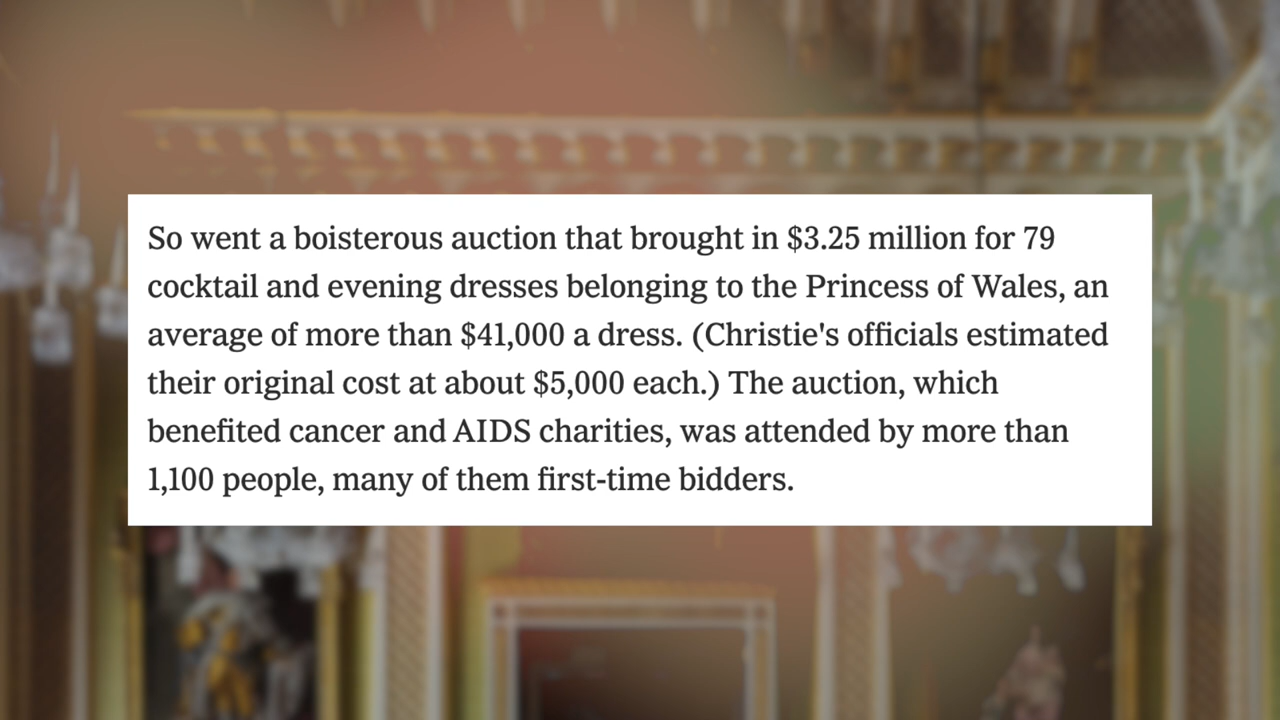 So went a boisterous auction that brought in $3.25 million for 79
cocktail and evening dresses belonging to the Princess of Wales, an
average of more than $41,000 a dress. (Christie's officials estimated
their original cost at about $5,000 each.) The auction, which
benefited cancer and AIDS charities, was attended by more than
1,100 people, many of them first-time bidders.